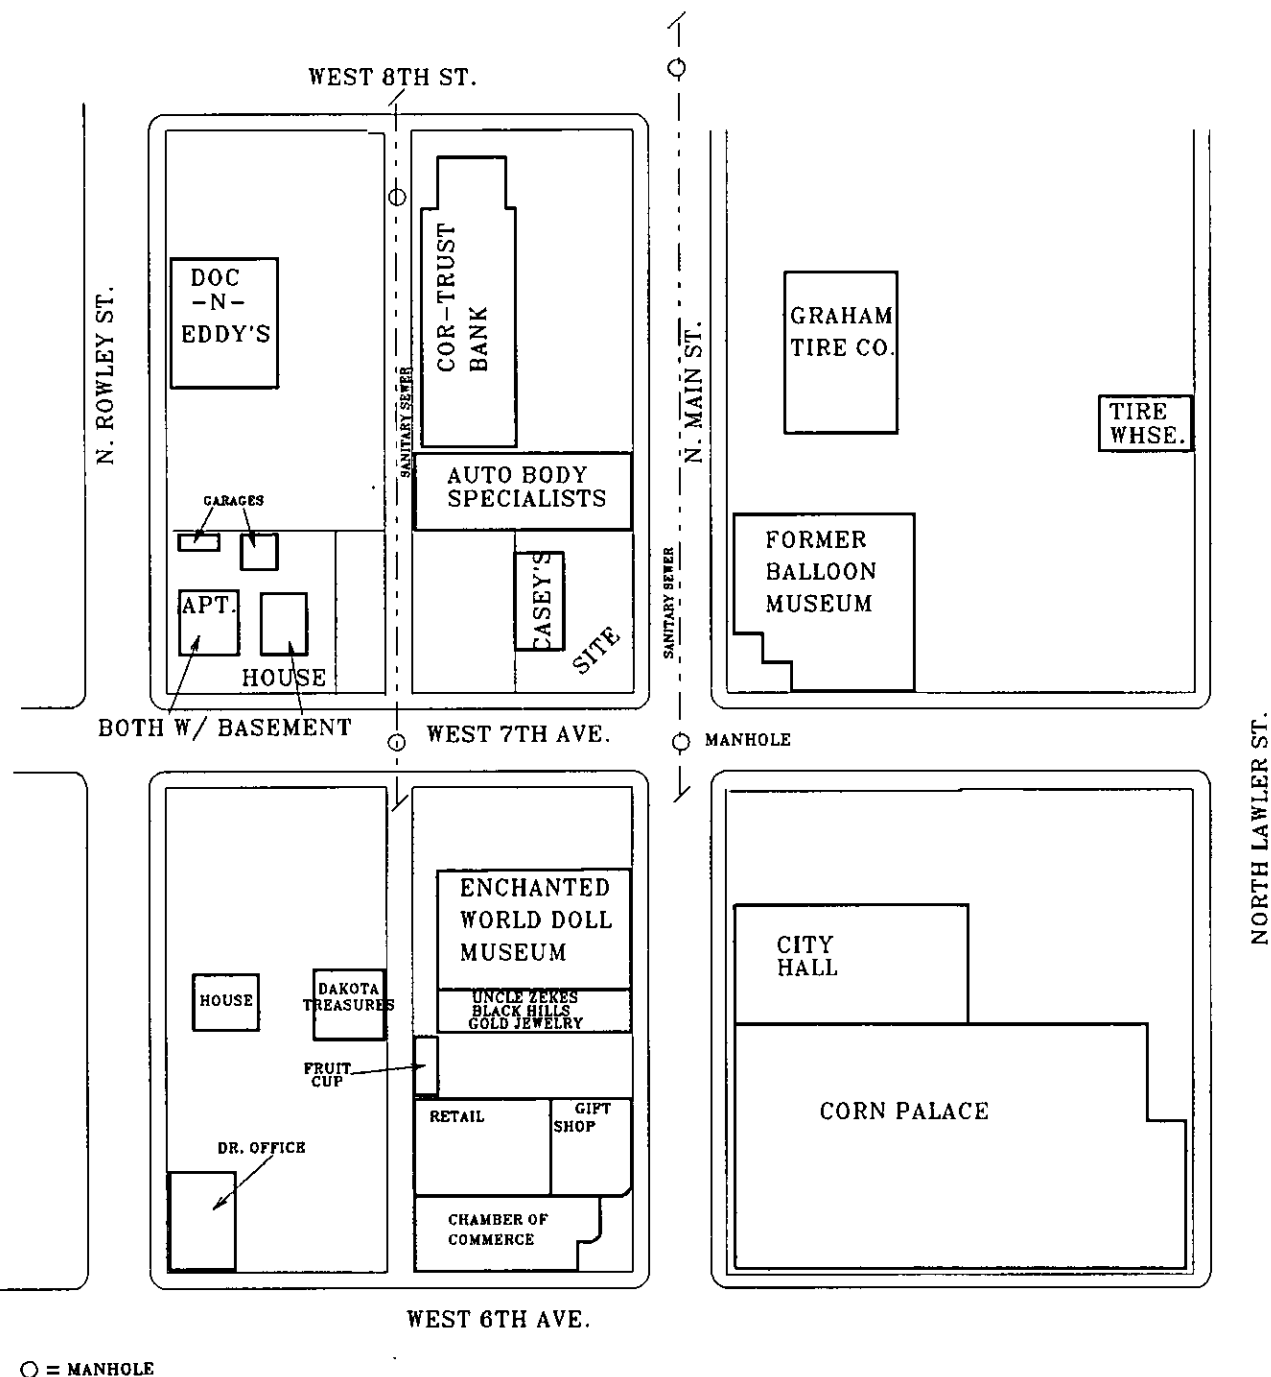 WEST 8TH ST.
DOC
-N-
EDDY'S
COR-TRUST
BANK
N. ROWLEY ST.
SANITARY SEWER
N. MAIN ST.
GRAHAM
TIRE CO.
TIRE
WHSE.
AUTO BODY
SPECIALISTS
GARAGES
FORMER
BALLOON
MUSEUM
CASEY'S
SITE
SANITARY SEWER
APT.
HOUSE
BOTH W/ BASEMENT
WEST 7TH AVE.
MANHOLE
NORTH LAWLER ST.
ENCHANTED
WORLD DOLL
MUSEUM
CITY
HALL
HOUSE
DAKOTA
TREASURES
UNCLE ZEKES
BLACK HILLS
GOLD JEWELRY
FRUIT
CUP
RETAIL
GIFT
SHOP
CORN PALACE
DR. OFFICE
CHAMBER OF
COMMERCE
WEST 6TH AVE.
= MANHOLE